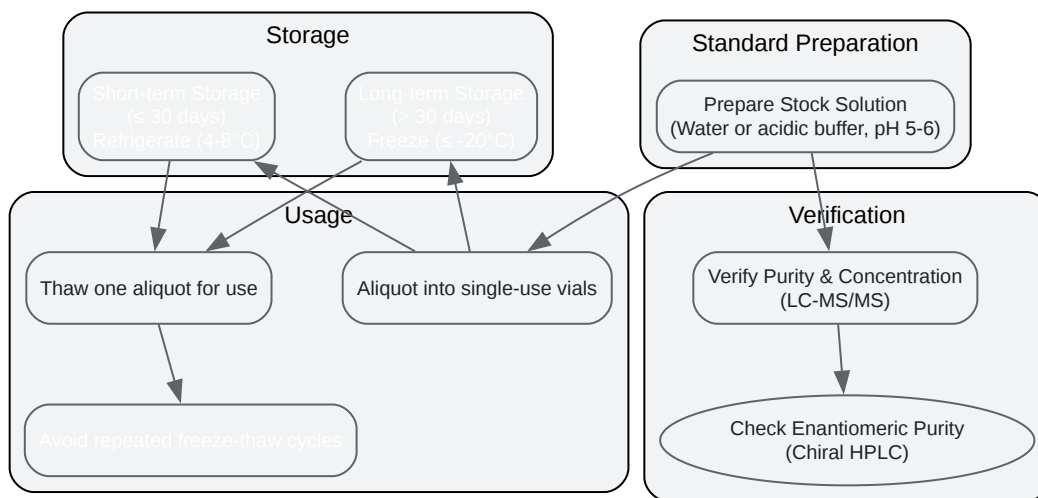 Storage
Short-term Storage
(≤ 30 days)
Refrigerate (4-8°C)
Long-term Storage
(> 30 days)
Freeze (≤ -20°C)
Standard Preparation
Prepare Stock Solution
(Water or acidic buffer, pH 5-6)
Usage
Thaw one aliquot for use
Aliquot into single-use vials
Avoid repeated freeze-thaw cycles
Verification
Verify Purity & Concentration
(LC-MS/MS)
Check Enantiomeric Purity
(Chiral HPLC)